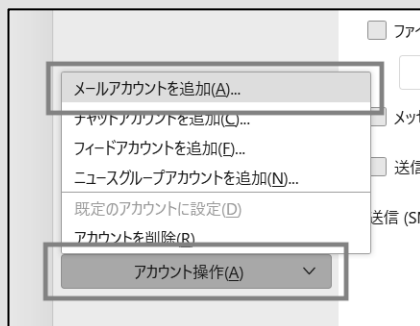 ファイ
メールアカウントを追加(A)...
チャットアカウントを追加(C)...
メッセ
フィードアカウントを追加(F)...
送信
ニュースグループアカウントを追加(N)...
既定のアカウントに設定(D)
送信 (SM
アカウントを削除(R)
アカウント操作(A)